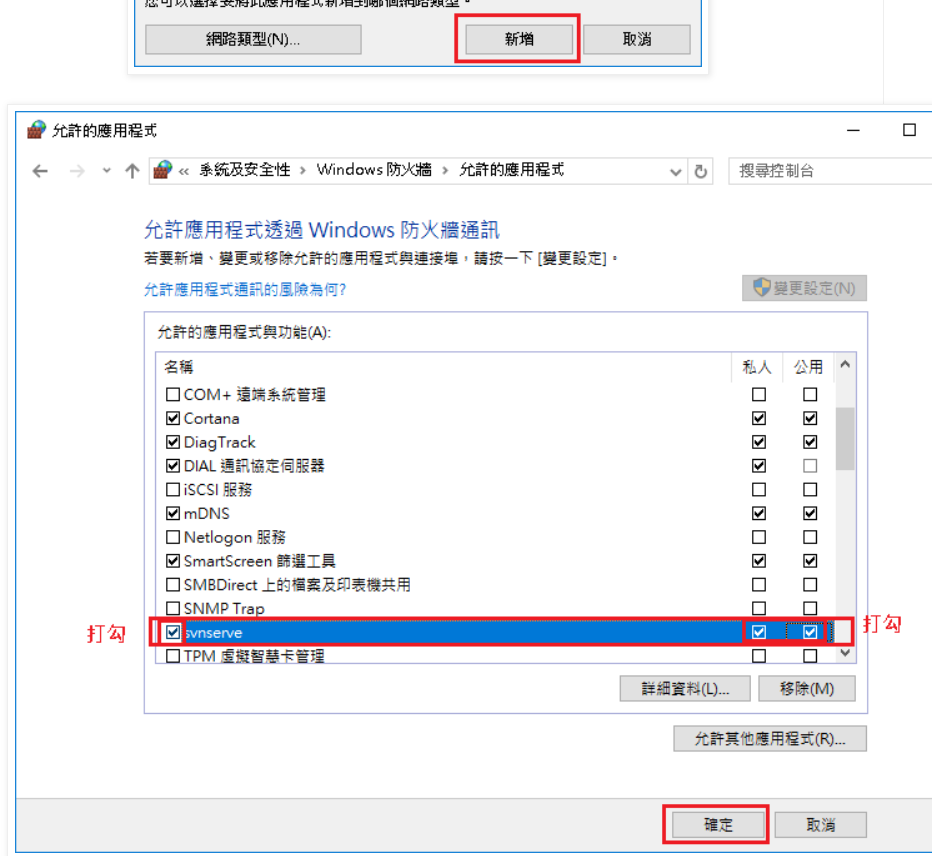 您可以選擇要將此應用程式新增到哪個網路類型。
網路類型(N)... 新增 取消
允許的應用程式
« 系統及安全性 › Windows 防火牆 › 允許的應用程式 搜尋控制台
允許應用程式透過 Windows 防火牆通訊
若要新增、變更或移除允許的應用程式與連接埠，請按一下 [變更設定]。
允許應用程式通訊的風險為何?
變更設定(N)
允許的應用程式與功能(A):
名稱 私人 公用
COM+ 遠端系統管理
Cortana
DiagTrack
DIAL 通訊協定伺服器
iSCSI 服務
mDNS
Netlogon 服務
SmartScreen 篩選工具
SMBDirect 上的檔案及印表機共用
SNMP Trap
打勾 svnserve 打勾
TPM 虛擬智慧卡管理
詳細資料(L)... 移除(M)
允許其他應用程式(R)...
確定 取消